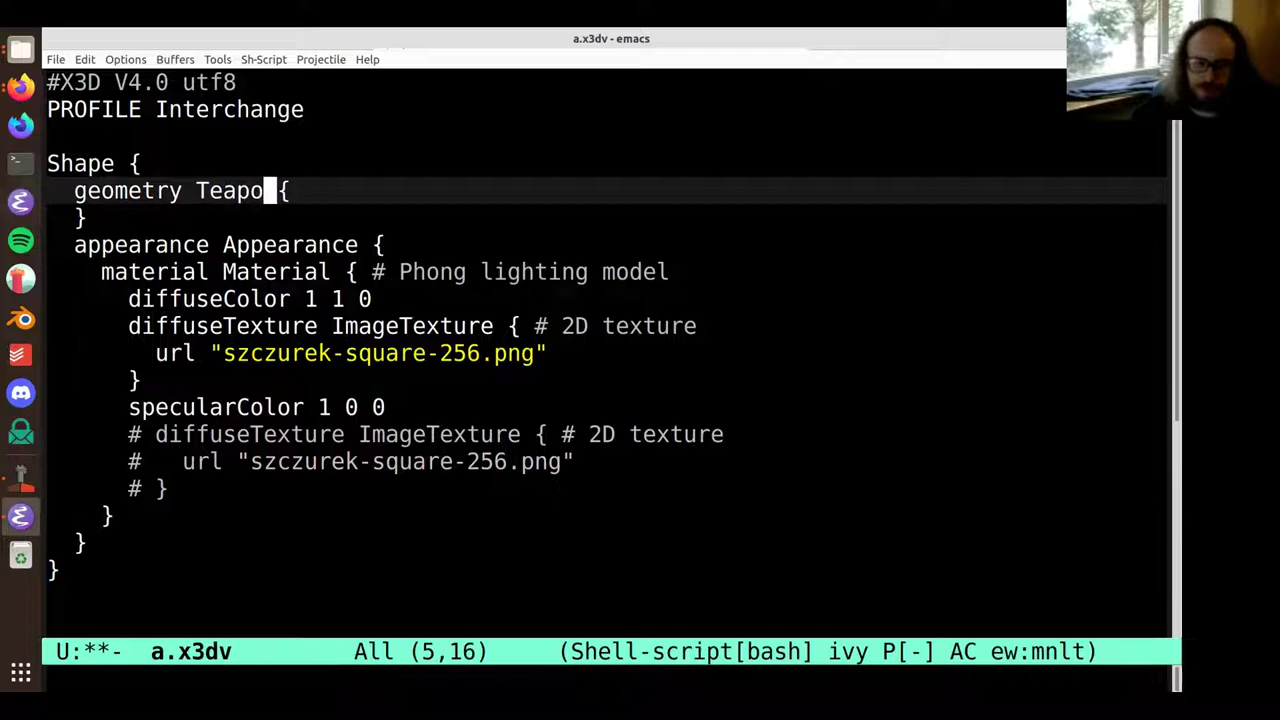 a.x3dv - emacs
File Edit Options Buffers Tools Sh-Script Projectile Help
#X3D V4.0 utf8
PROFILE Interchange
Shape {
geometry Teapo {
}
appearance Appearance {
material Material { # Phong lighting model
diffuseColor 1 1 0
diffuseTexture ImageTexture { # 2D texture
url "szczurek-square-256.png"
}
specularColor 1 0 0
# diffuseTexture ImageTexture { # 2D texture
# url "szczurek-square-256.png"
# }
}
}
}
U:**- a.x3dv All (5,16) (Shell-script[bash] ivy P[-] AC ew:mnlt)